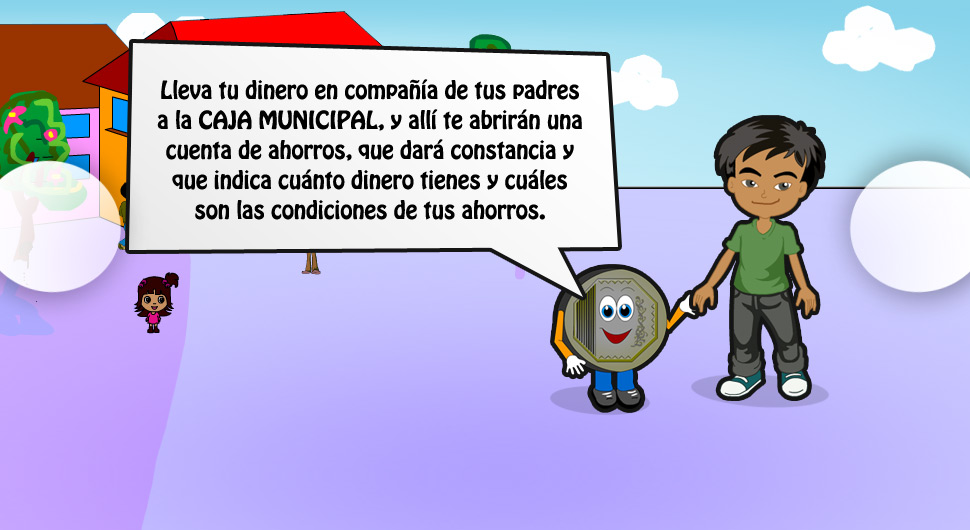 Lleva tu dinero en compañía de tus padres
a la CAJA MUNICIPAL, y allí te abrirán una
cuenta de ahorros, que dará constancia y
que indica cuánto dinero tienes y cuáles
son las condiciones de tus ahorros.